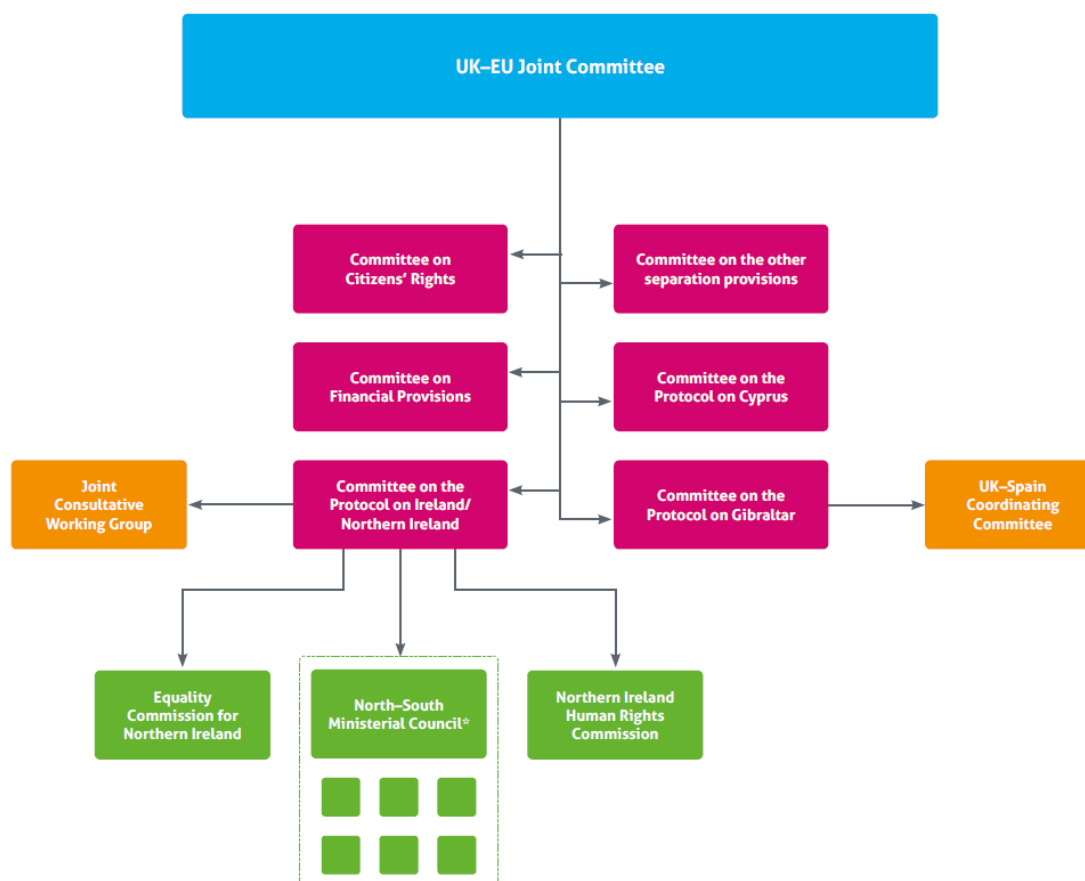 UK–EU Joint Committee
Committee on
Citizens' Rights
Committee on the other
separation provisions
Committee on
Financial Provisions
Committee on the
Protocol on Cyprus
Joint
Consultative
Working Group
Committee on the
Protocol on Ireland/
Northern Ireland
Committee on the
Protocol on Gibraltar
UK–Spain
Coordinating
Committee
Equality
Commission for
Northern Ireland
North–South
Ministerial Council*
Northern Ireland
Human Rights
Commission